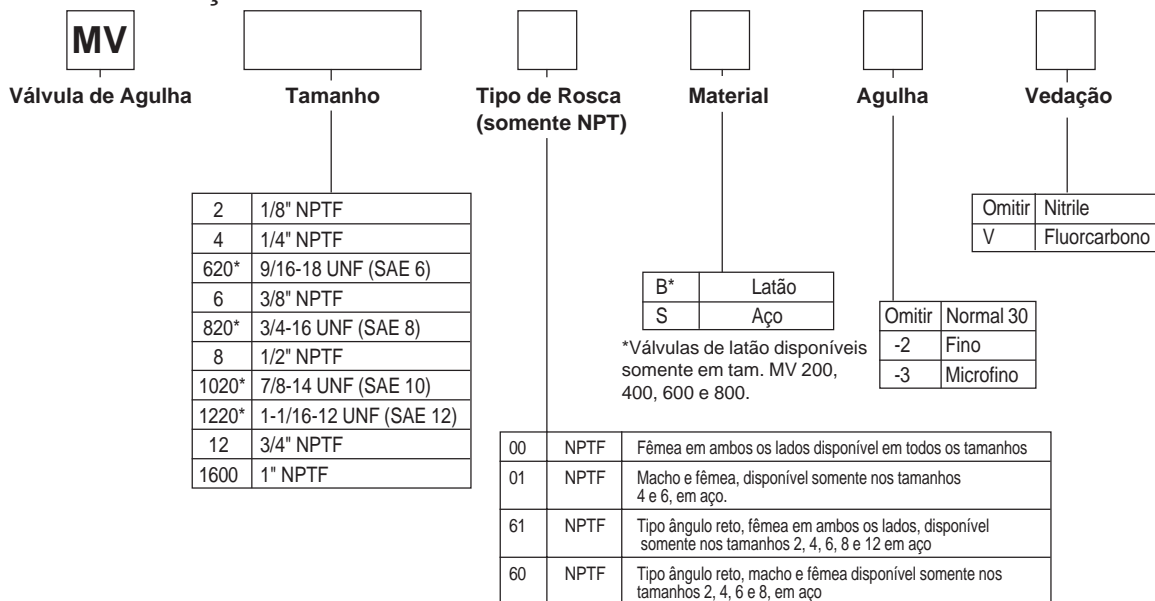 MV
Válvula de Agulha
Tamanho
Tipo de Rosca
(somente NPT)
Material
Agulha
Vedação
2 1/8" NPTF
4 1/4" NPTF
620* 9/16-18 UNF (SAE 6)
6 3/8" NPTF
820* 3/4-16 UNF (SAE 8)
8 1/2" NPTF
1020* 7/8-14 UNF (SAE 10)
1220* 1-1/16-12 UNF (SAE 12)
12 3/4" NPTF
1600 1" NPTF
Omitir Nitrile
V Fluorcarbono
B* Latão
S Aço
*Válvulas de latão disponíveis
somente em tam. MV 200,
400, 600 e 800.
Omitir Normal 30
-2 Fino
-3 Microfino
00 NPTF Fêmea em ambos os lados disponível em todos os tamanhos
01 NPTF Macho e fêmea, disponível somente nos tamanhos
4 e 6, em aço.
61 NPTF Tipo ângulo reto, fêmea em ambos os lados, disponível
somente nos tamanhos 2, 4, 6, 8 e 12 em aço
60 NPTF Tipo ângulo reto, macho e fêmea disponível somente nos
tamanhos 2, 4, 6 e 8, em aço